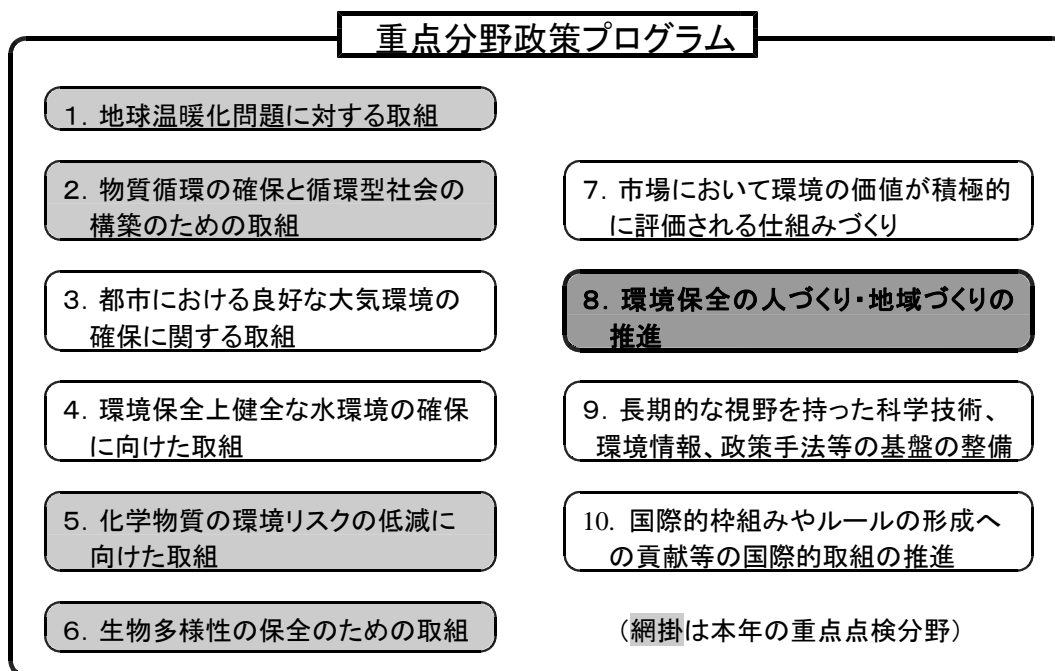 重点分野政策プログラム
1. 地球温暖化問題に対する取組
2. 物質循環の確保と循環型社会の
構築のための取組
3. 都市における良好な大気環境の
確保に関する取組
4. 環境保全上健全な水環境の確保
に向けた取組
5. 化学物質の環境リスクの低減に
向けた取組
6. 生物多様性の保全のための取組
7. 市場において環境の価値が積極的
に評価される仕組みづくり
8. 環境保全の人づくり・地域づくりの
推進
9. 長期的な視野を持った科学技術、
環境情報、政策手法等の基盤の整備
10. 国際的枠組みやルールの形成へ
の貢献等の国際的取組の推進
（網掛は本年の重点点検分野）